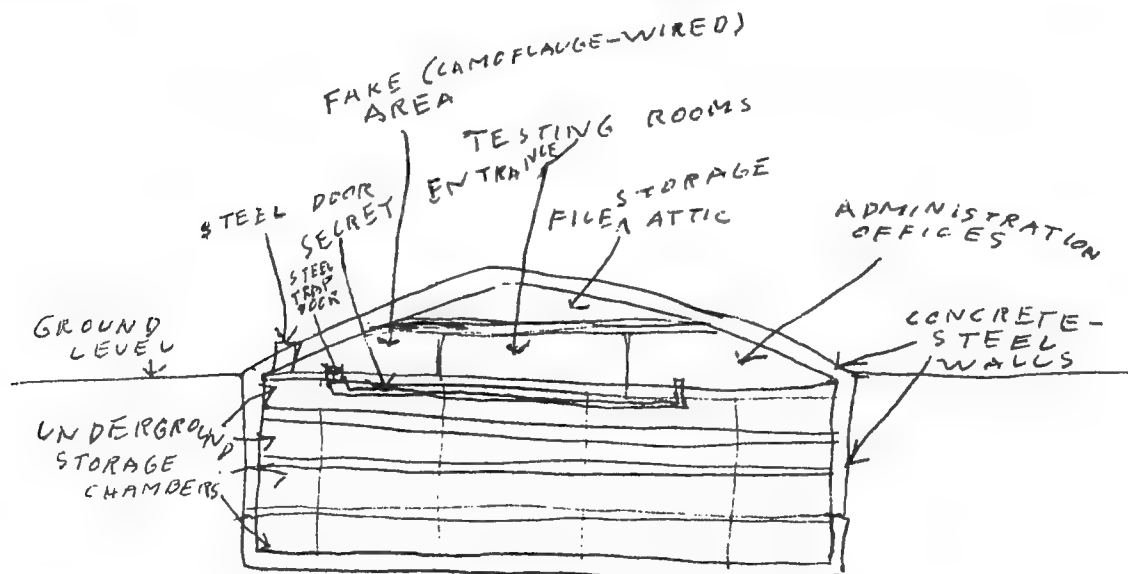 FAKE (CAMOFLAUGE-WIRED)
AREA
TESTING ROOMS
STEEL DOOR
SECRET ENTRANCE
STEEL
TRAP
DOOR
STORAGE
FILE ^ ATTIC
ADMINISTRATION
OFFICES
GROUND
LEVEL
CONCRETE-
STEEL
WALLS
UNDERGROUND
STORAGE
CHAMBERS